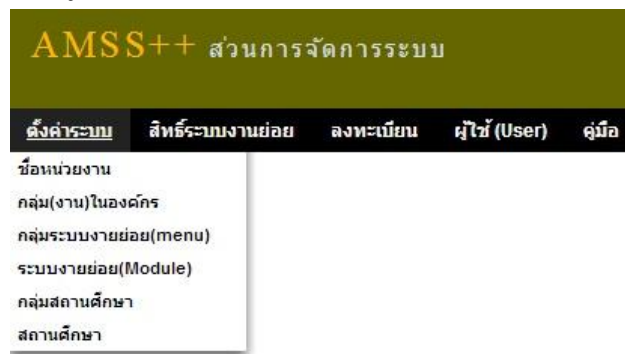 AMSS++ ส่วนการจัดการระบบ
ตั้งค่าระบบ สิทธิ์ระบบงานย่อย ลงทะเบียน ผู้ใช้ (User) คู่มือ
ชื่อหน่วยงาน
กลุ่ม(งาน)ในองค์กร
กลุ่มระบบงายย่อย(menu)
ระบบงายย่อย(Module)
กลุ่มสถานศึกษา
สถานศึกษา